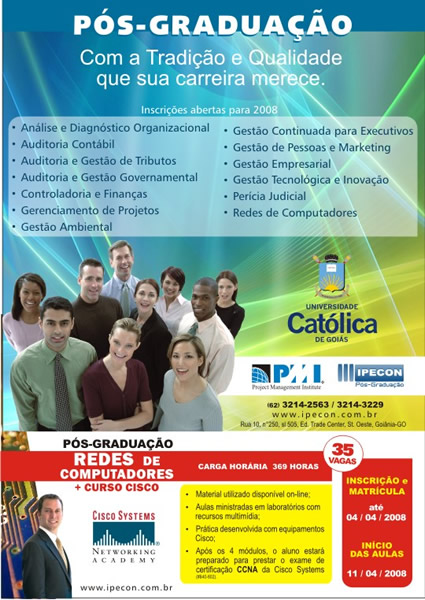 PÓS-GRADUAÇÃO
Com a Tradição e Qualidade
que sua carreira merece.
Inscrições abertas para 2008
• Análise e Diagnóstico Organizacional
• Auditoria Contábil
• Auditoria e Gestão de Tributos
• Auditoria e Gestão Governamental
• Controladoria e Finanças
• Gerenciamento de Projetos
• Gestão Ambiental
• Gestão Continuada para Executivos
• Gestão de Pessoas e Marketing
• Gestão Empresarial
• Gestão Tecnológica e Inovação
• Perícia Judicial
• Redes de Computadores
UNIVERSIDADE
Católica
DE GOIÁS
PMI
Project Management Institute
IPECON
Pós-Graduação
(62) 3214-2563 / 3214-3229
www.ipecon.com.br
Rua 10, n°250, sl 505, Ed. Trade Center, St. Oeste, Goiânia-GO
PÓS-GRADUAÇÃO
REDES DE
COMPUTADORES
+ CURSO CISCO
CISCO SYSTEMS
NETWORKING
ACADEMY
www.ipecon.com.br
CARGA HORÁRIA 369 HORAS
35
VAGAS
• Material utilizado disponível on-line;
• Aulas ministradas em laboratórios com
recursos multimídia;
• Prática desenvolvida com equipamentos
Cisco;
• Após os 4 módulos, o aluno estará
preparado para prestar o exame de
certificação CCNA da Cisco Systems
INSCRIÇÃO e
MATRÍCULA
até
04 / 04 / 2008
INÍCIO
DAS AULAS
11 / 04 / 2008